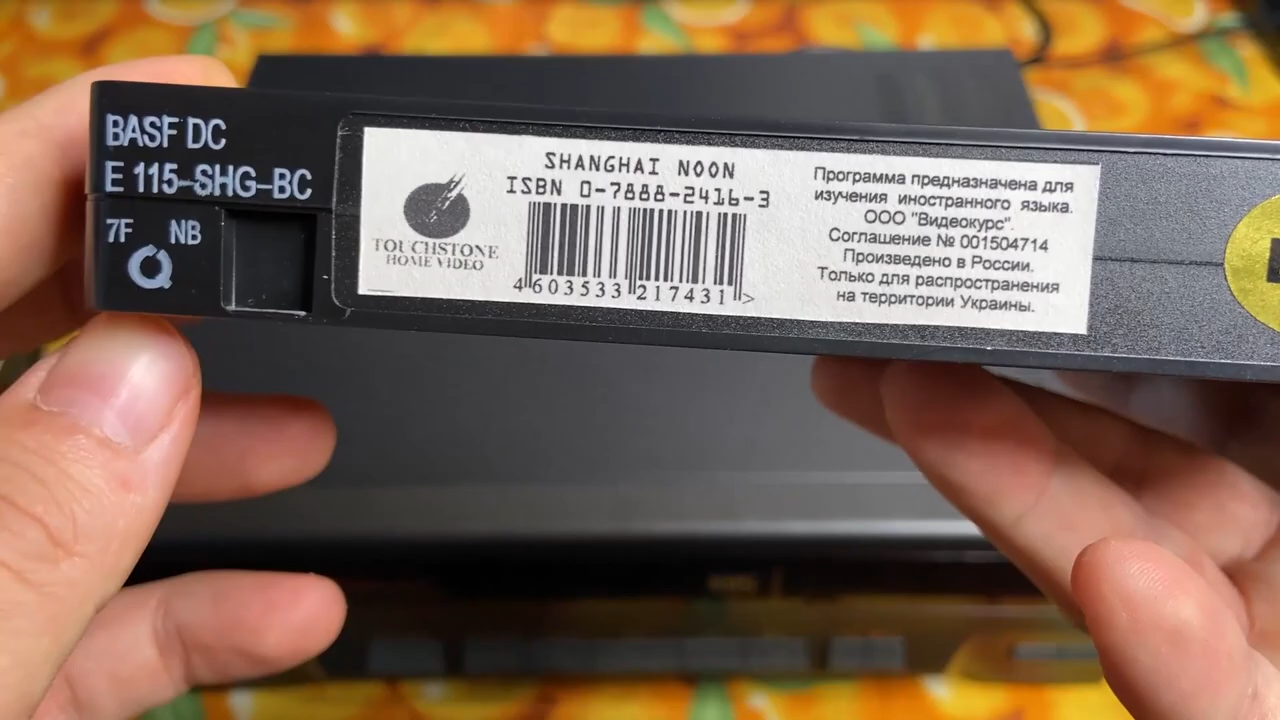 BASF DC
E 115-SHG-BC
7F NB
TOUCHSTONE
HOME VIDEO
SHANGHAI NOON
ISBN 0-7888-2416-3
4 603533 217431 >
Программа предназначена для
изучения иностранного языка.
ООО "Видеокурс".
Соглашение № 001504714
Произведено в России.
Только для распространения
на территории Украины.